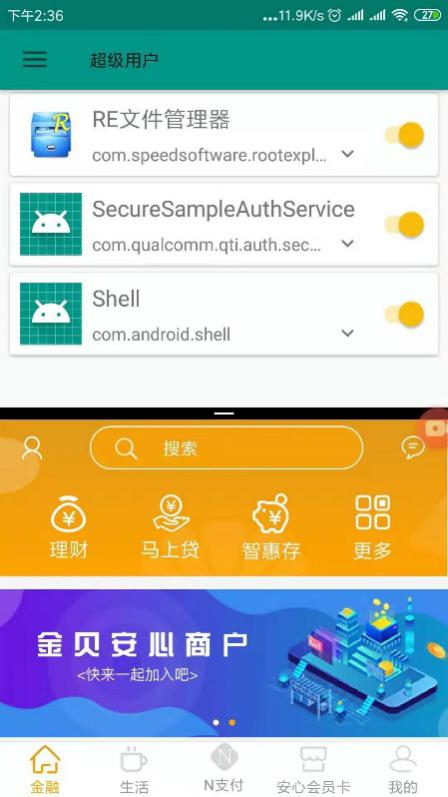 下午2:36
...11.9K/s
27
超级用户
RE文件管理器
com.speedsoftware.rootexpl...
SecureSampleAuthService
com.qualcomm.qti.auth.sec...
Shell
com.android.shell
搜索
理财 马上贷 智惠存 更多
金贝安心商户
<快来一起加入吧>
金融 生活 N支付 安心会员卡 我的